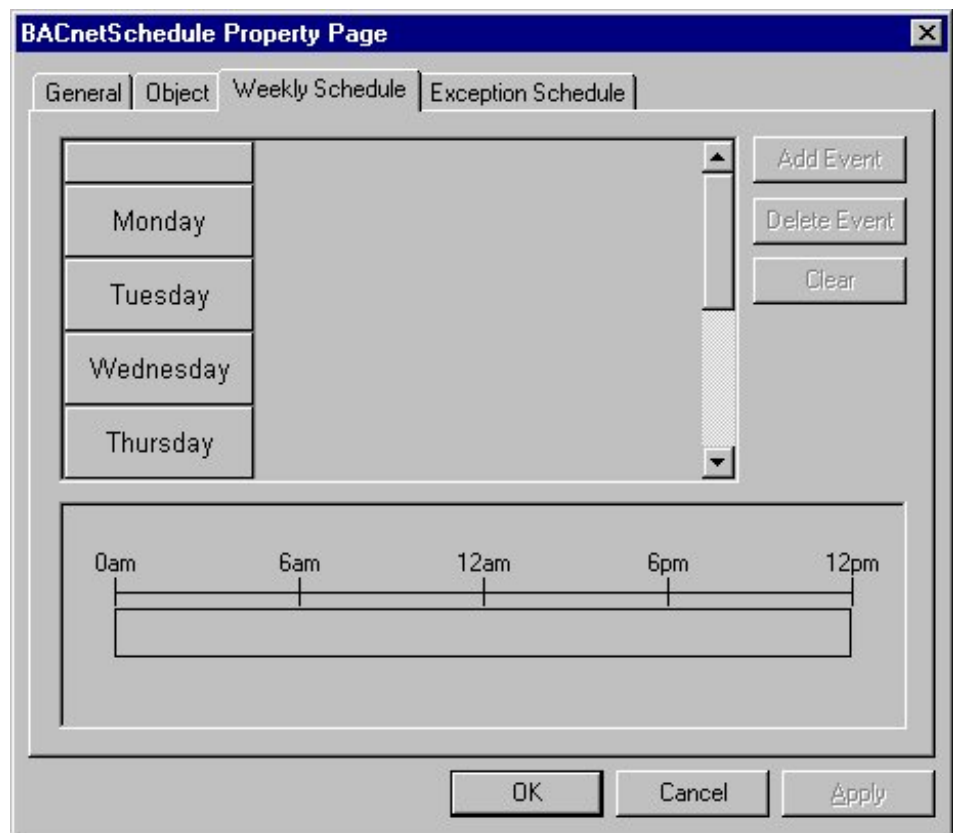 BACnetSchedule Property Page
General Object Weekly Schedule Exception Schedule
Add Event
Monday
Delete Event
Tuesday
Clear
Wednesday
Thursday
0am 6am 12am 6pm 12pm
OK Cancel Apply